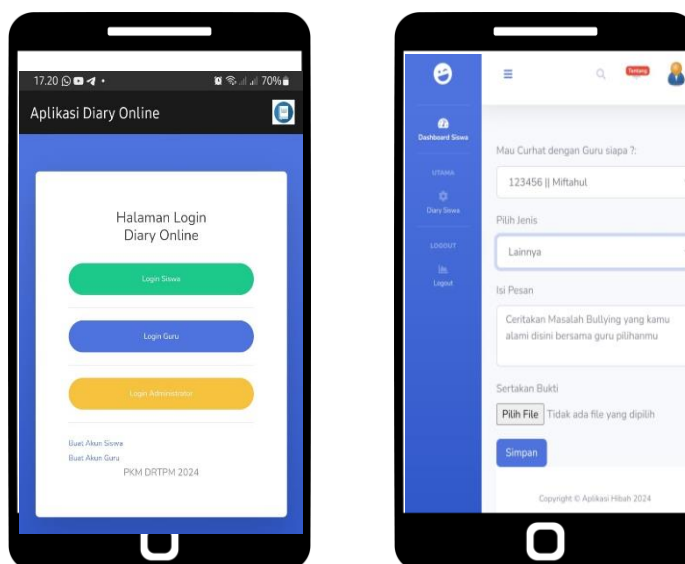 17.20
70%
Aplikasi Diary Online
Halaman Login
Diary Online
Login Siswa
Login Guru
Login Administrator
Buat Akun Siswa
Buat Akun Guru
PKM DRTPM 2024
Tentang
Dashboard Siswa
UTAMA
Diary Siswa
LOGOUT
Logout
Mau Curhat dengan Guru siapa ?:
123456 || Miftahul
Pilih Jenis
Lainnya
Isi Pesan
Ceritakan Masalah Bullying yang kamu
alami disini bersama guru pilihanmu
Sertakan Bukti
Pilih File Tidak ada file yang dipilih
Simpan
Copyright © Aplikasi Hibah 2024